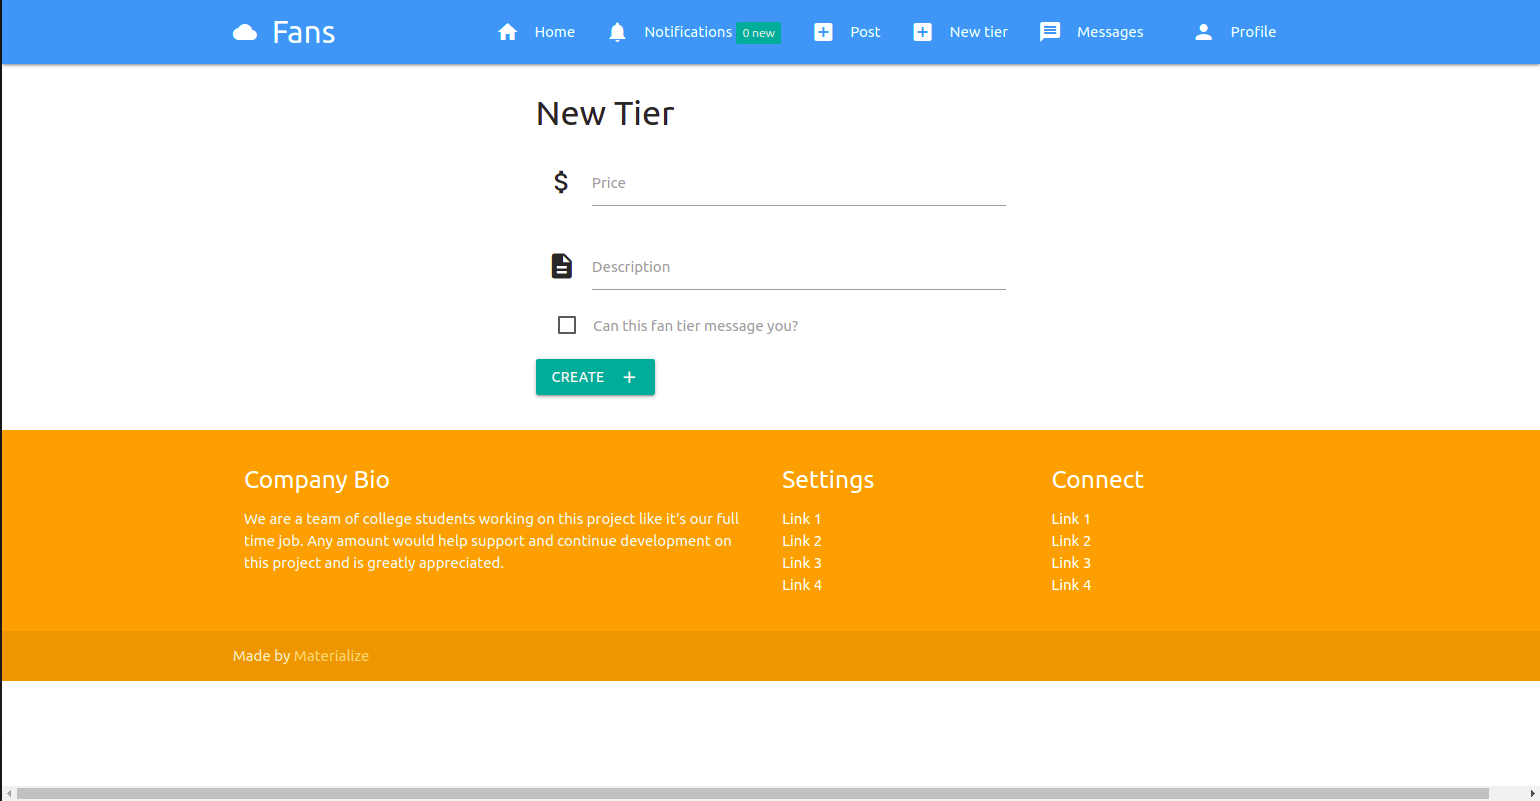 Fans Home Notifications 0 new Post New tier Messages Profile
New Tier
$ Price
Description
Can this fan tier message you?
CREATE +
Company Bio
We are a team of college students working on this project like it's our full
time job. Any amount would help support and continue development on
this project and is greatly appreciated.
Settings
Link 1
Link 2
Link 3
Link 4
Connect
Link 1
Link 2
Link 3
Link 4
Made by Materialize